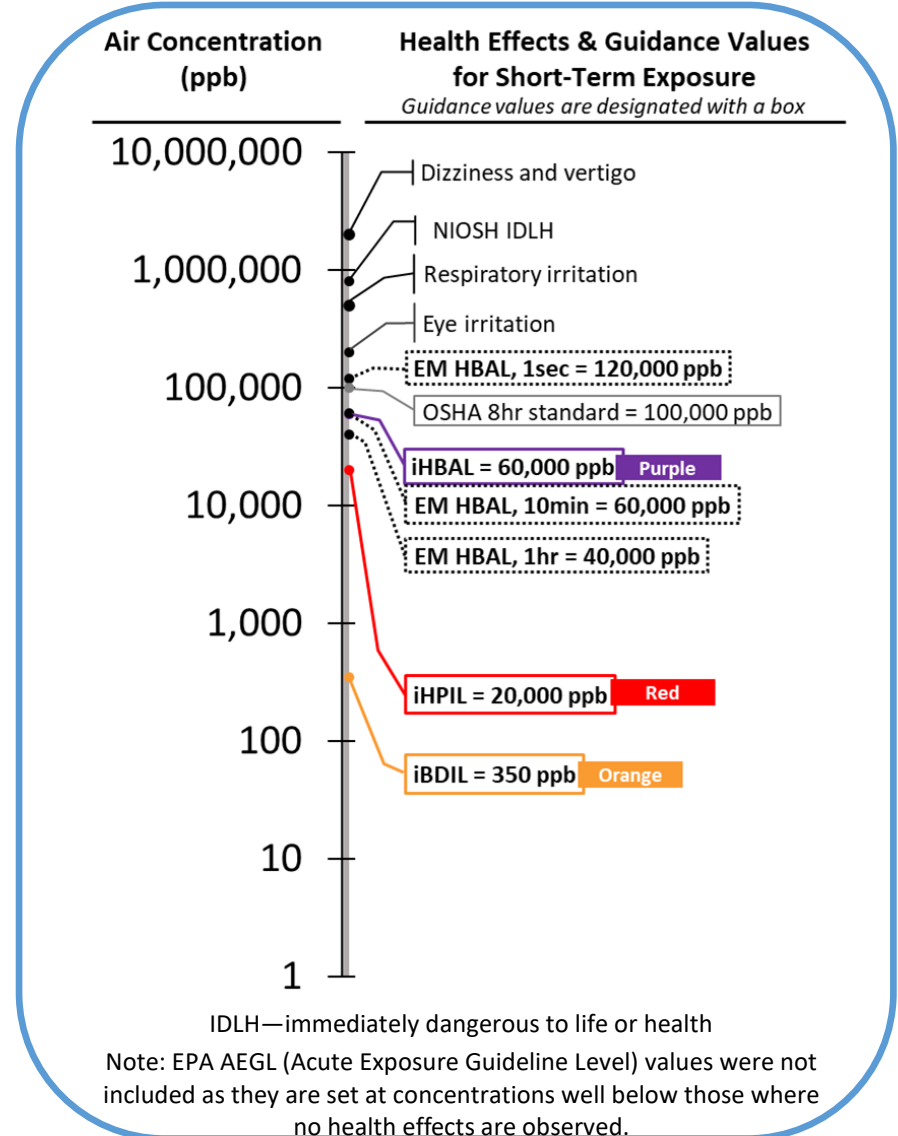 Air Concentration
(ppb)
Health Effects & Guidance Values
for Short-Term Exposure
Guidance values are designated with a box
10,000,000
Dizziness and vertigo
NIOSH IDLH
1,000,000
Respiratory irritation
Eye irritation
EM HBAL, 1sec = 120,000 ppb
100,000
OSHA 8hr standard = 100,000 ppb
iHBAL = 60,000 ppb Purple
10,000
EM HBAL, 10min = 60,000 ppb
EM HBAL, 1hr = 40,000 ppb
1,000
iHPIL = 20,000 ppb Red
100
iBDIL = 350 ppb Orange
10
1
IDLH—immediately dangerous to life or health
Note: EPA AEGL (Acute Exposure Guideline Level) values were not
included as they are set at concentrations well below those where
no health effects are observed.